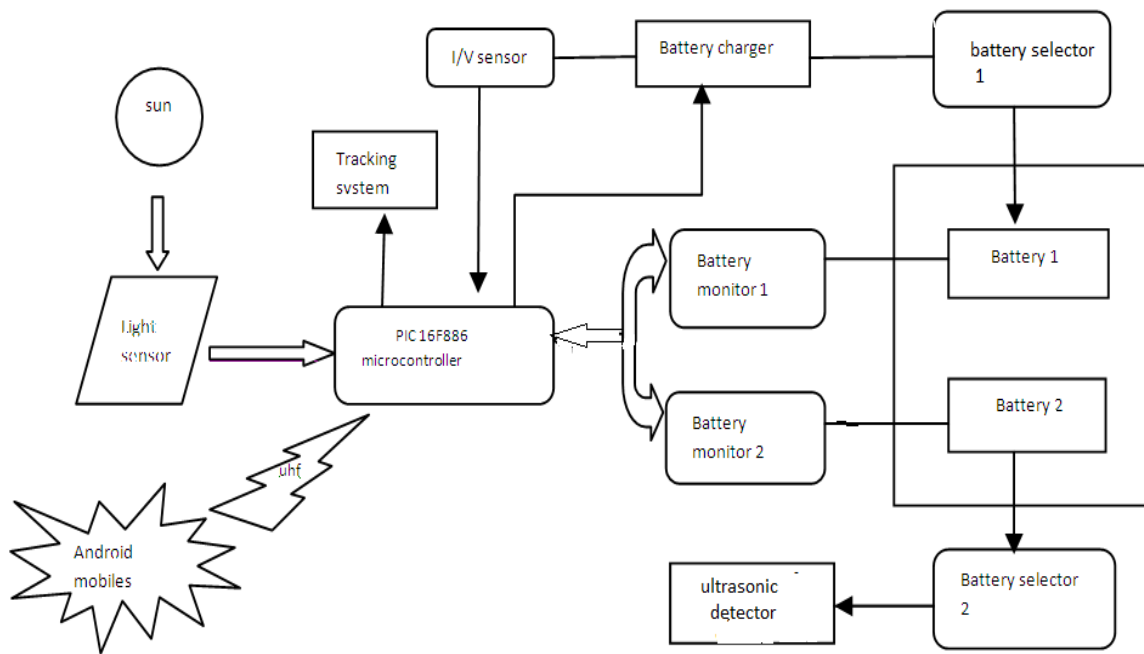 sun
I/V sensor
Battery charger
battery selector
1
Tracking
system
Battery
monitor 1
Battery 1
Light
sensor
PIC 16F886
microcontroller
Battery
monitor 2
Battery 2
uhf
Android
mobiles
ultrasonic
detector
Battery selector
2